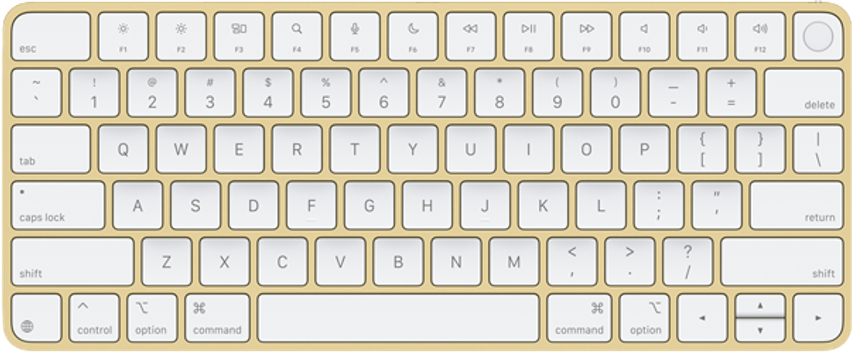 esc F1 F2 F3 F4 F5 F6 F7 F8 F9 F10 F11 F12
~ ! @ # $ % ^ & * ( ) _ +
` 1 2 3 4 5 6 7 8 9 0 - = delete
tab Q W E R T Y U I O P { [ } ] | \
caps lock A S D F G H J K L : ; " ' return
shift Z X C V B N M < , > . ? / shift
^ ⌥ ⌘ ⌘ ⌥ ◀ ▲ ▼ ▶
control option command command option